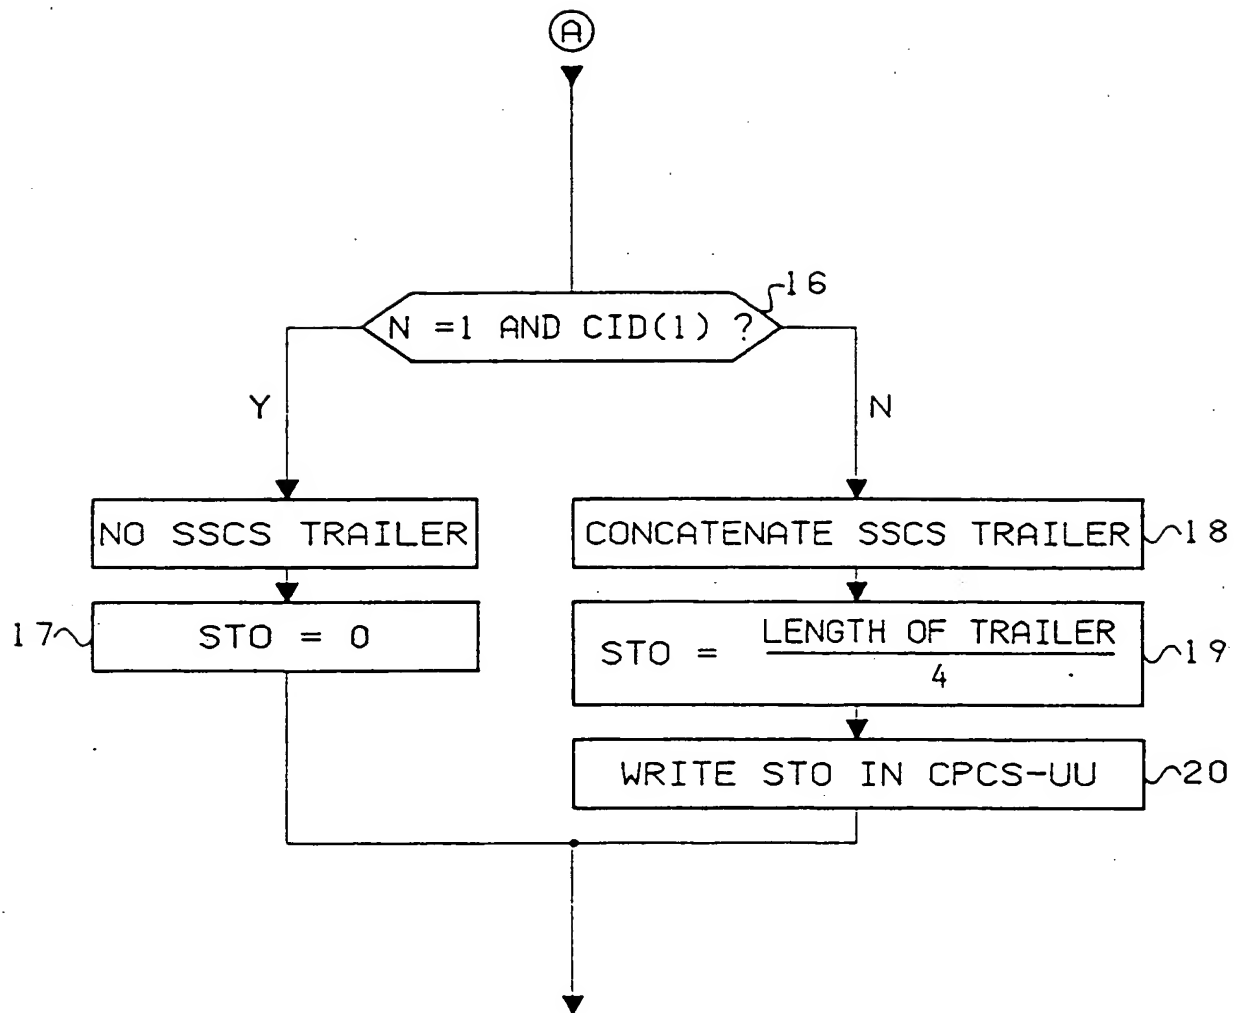 A
16
N =1 AND CID(1) ?
Y
N
NO SSCS TRAILER
CONCATENATE SSCS TRAILER
18
17
STO = 0
STO = LENGTH OF TRAILER
4
19
WRITE STO IN CPCS-UU
20